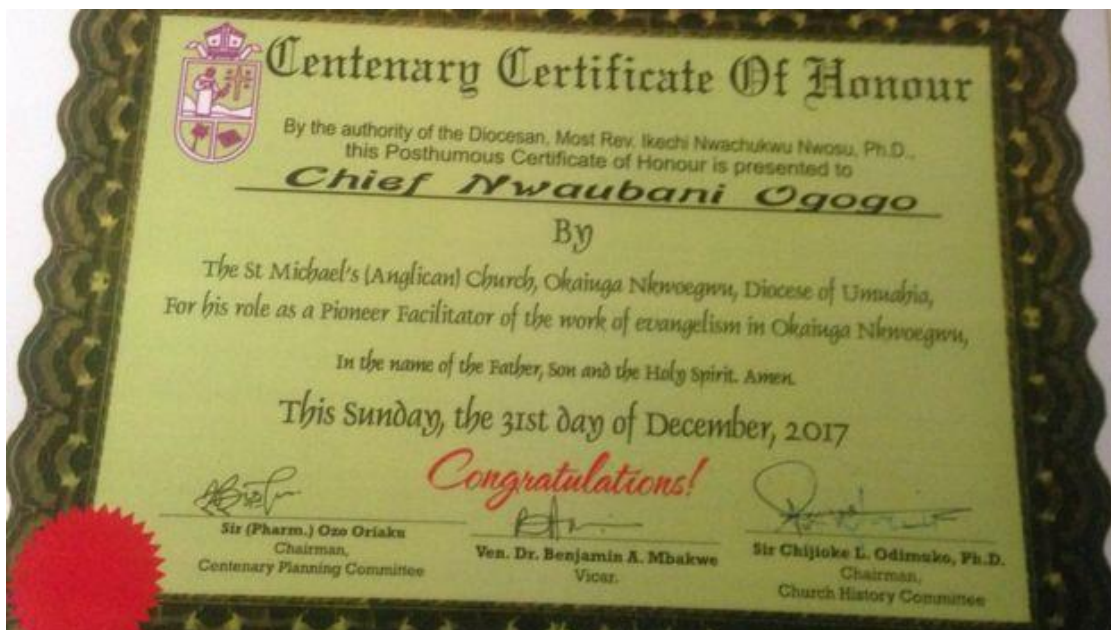 Centenary Certificate Of Honour
By the authority of the Diocesan, Most Rev. Ikechi Nwachukwu Nwosu, Ph.D.,
this Posthumous Certificate of Honour is presented to
Chief Nwaubani Ogogo
By
The St Michael's (Anglican) Church, Okaiuga Nkwoegwu, Diocese of Umuahia,
For his role as a Pioneer Facilitator of the work of evangelism in Okaiuga Nkwoegwu,
In the name of the Father, Son and the Holy Spirit. Amen.
This Sunday, the 31st day of December, 2017
Congratulations!
Sir (Pharm.) Ozo Oriaku
Chairman,
Centenary Planning Committee
Ven. Dr. Benjamin A. Mbakwe
Vicar.
Sir Chijioke L. Odimuko, Ph.D.
Chairman,
Church History Committee